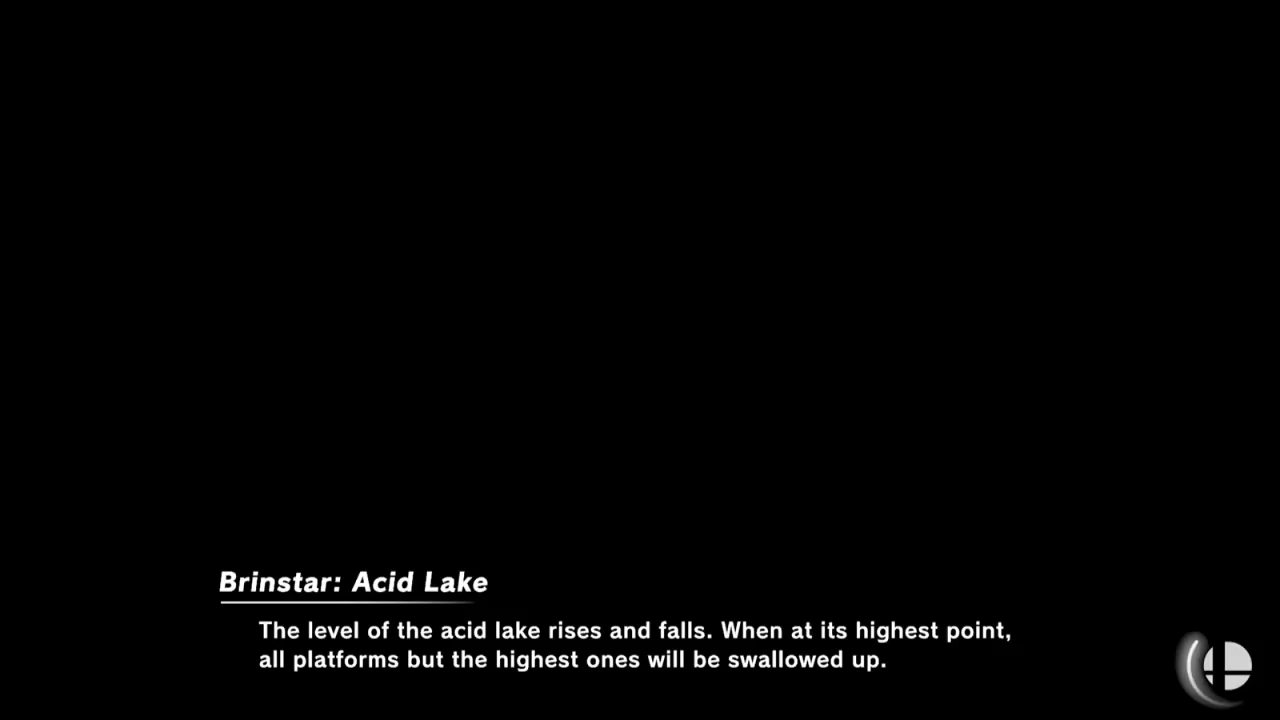 Brinstar: Acid Lake
The level of the acid lake rises and falls. When at its highest point,
all platforms but the highest ones will be swallowed up.